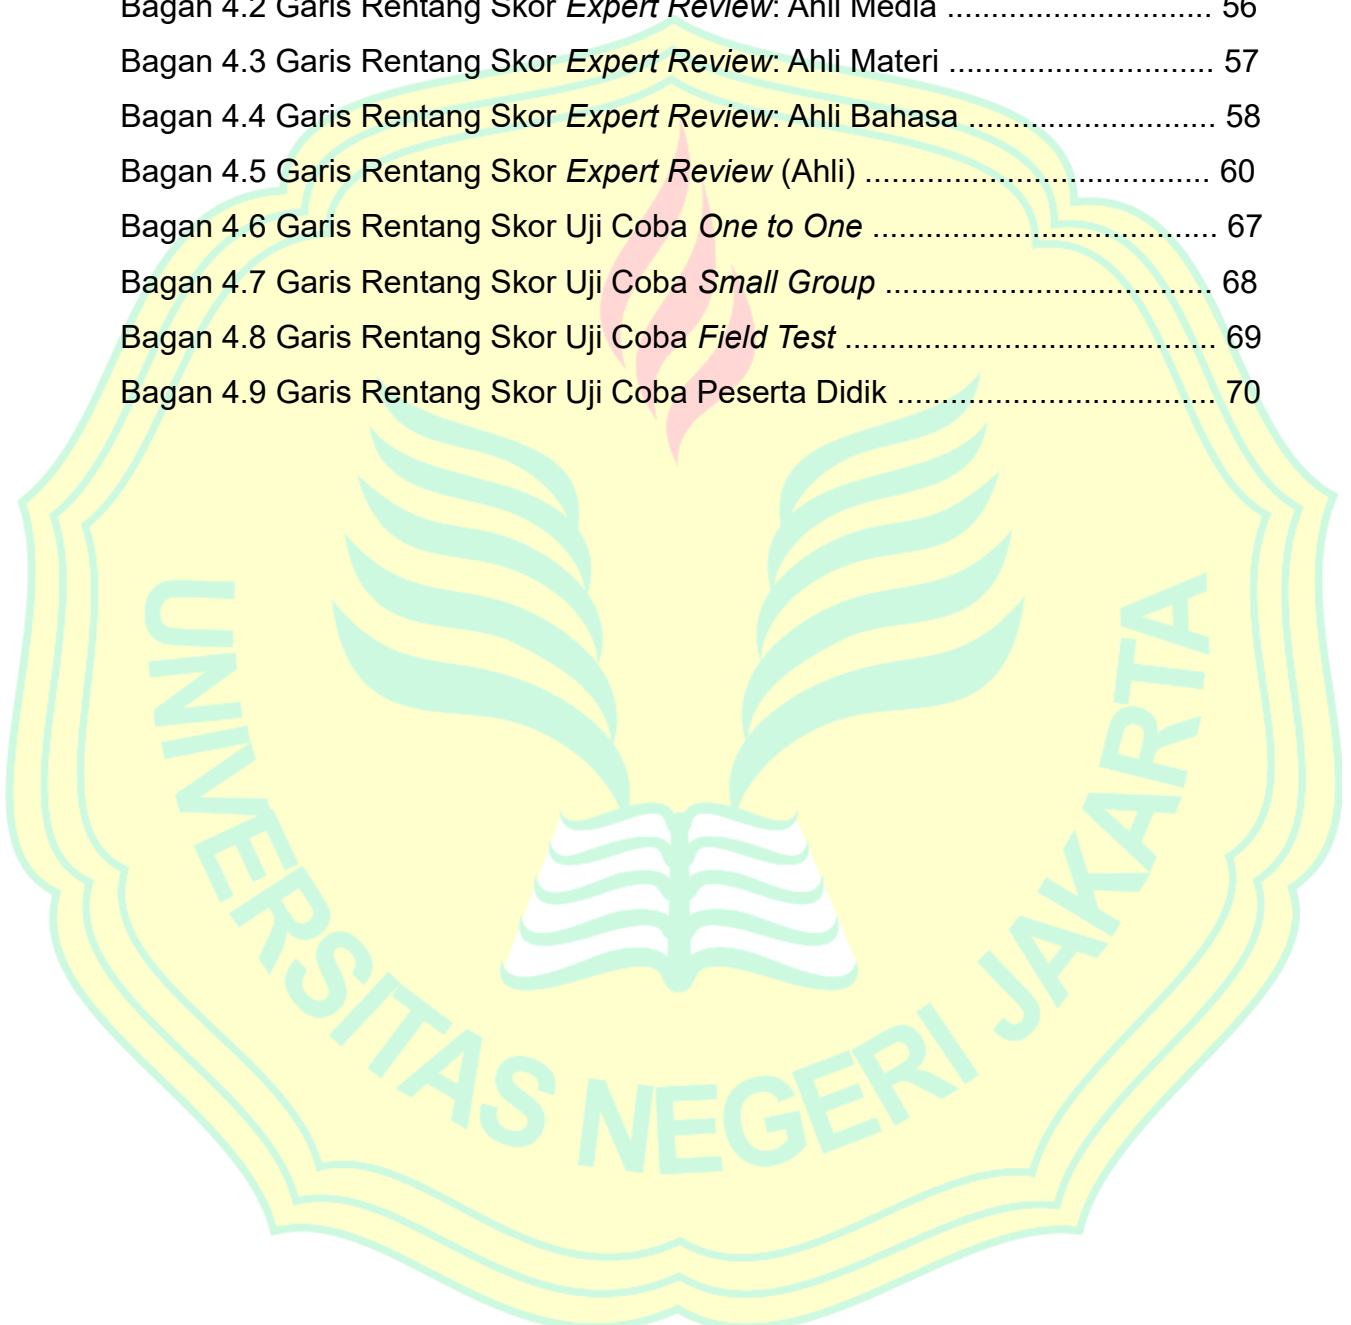 Bagan 4.2 Garis Rentang Skor Expert Review: Ahli Media .............................. 56
Bagan 4.3 Garis Rentang Skor Expert Review: Ahli Materi .............................. 57
Bagan 4.4 Garis Rentang Skor Expert Review: Ahli Bahasa ............................ 58
Bagan 4.5 Garis Rentang Skor Expert Review (Ahli) ....................................... 60
Bagan 4.6 Garis Rentang Skor Uji Coba One to One ....................................... 67
Bagan 4.7 Garis Rentang Skor Uji Coba Small Group ..................................... 68
Bagan 4.8 Garis Rentang Skor Uji Coba Field Test .......................................... 69
Bagan 4.9 Garis Rentang Skor Uji Coba Peserta Didik .................................... 70
UNIVERSITAS NEGERI JAKARTA